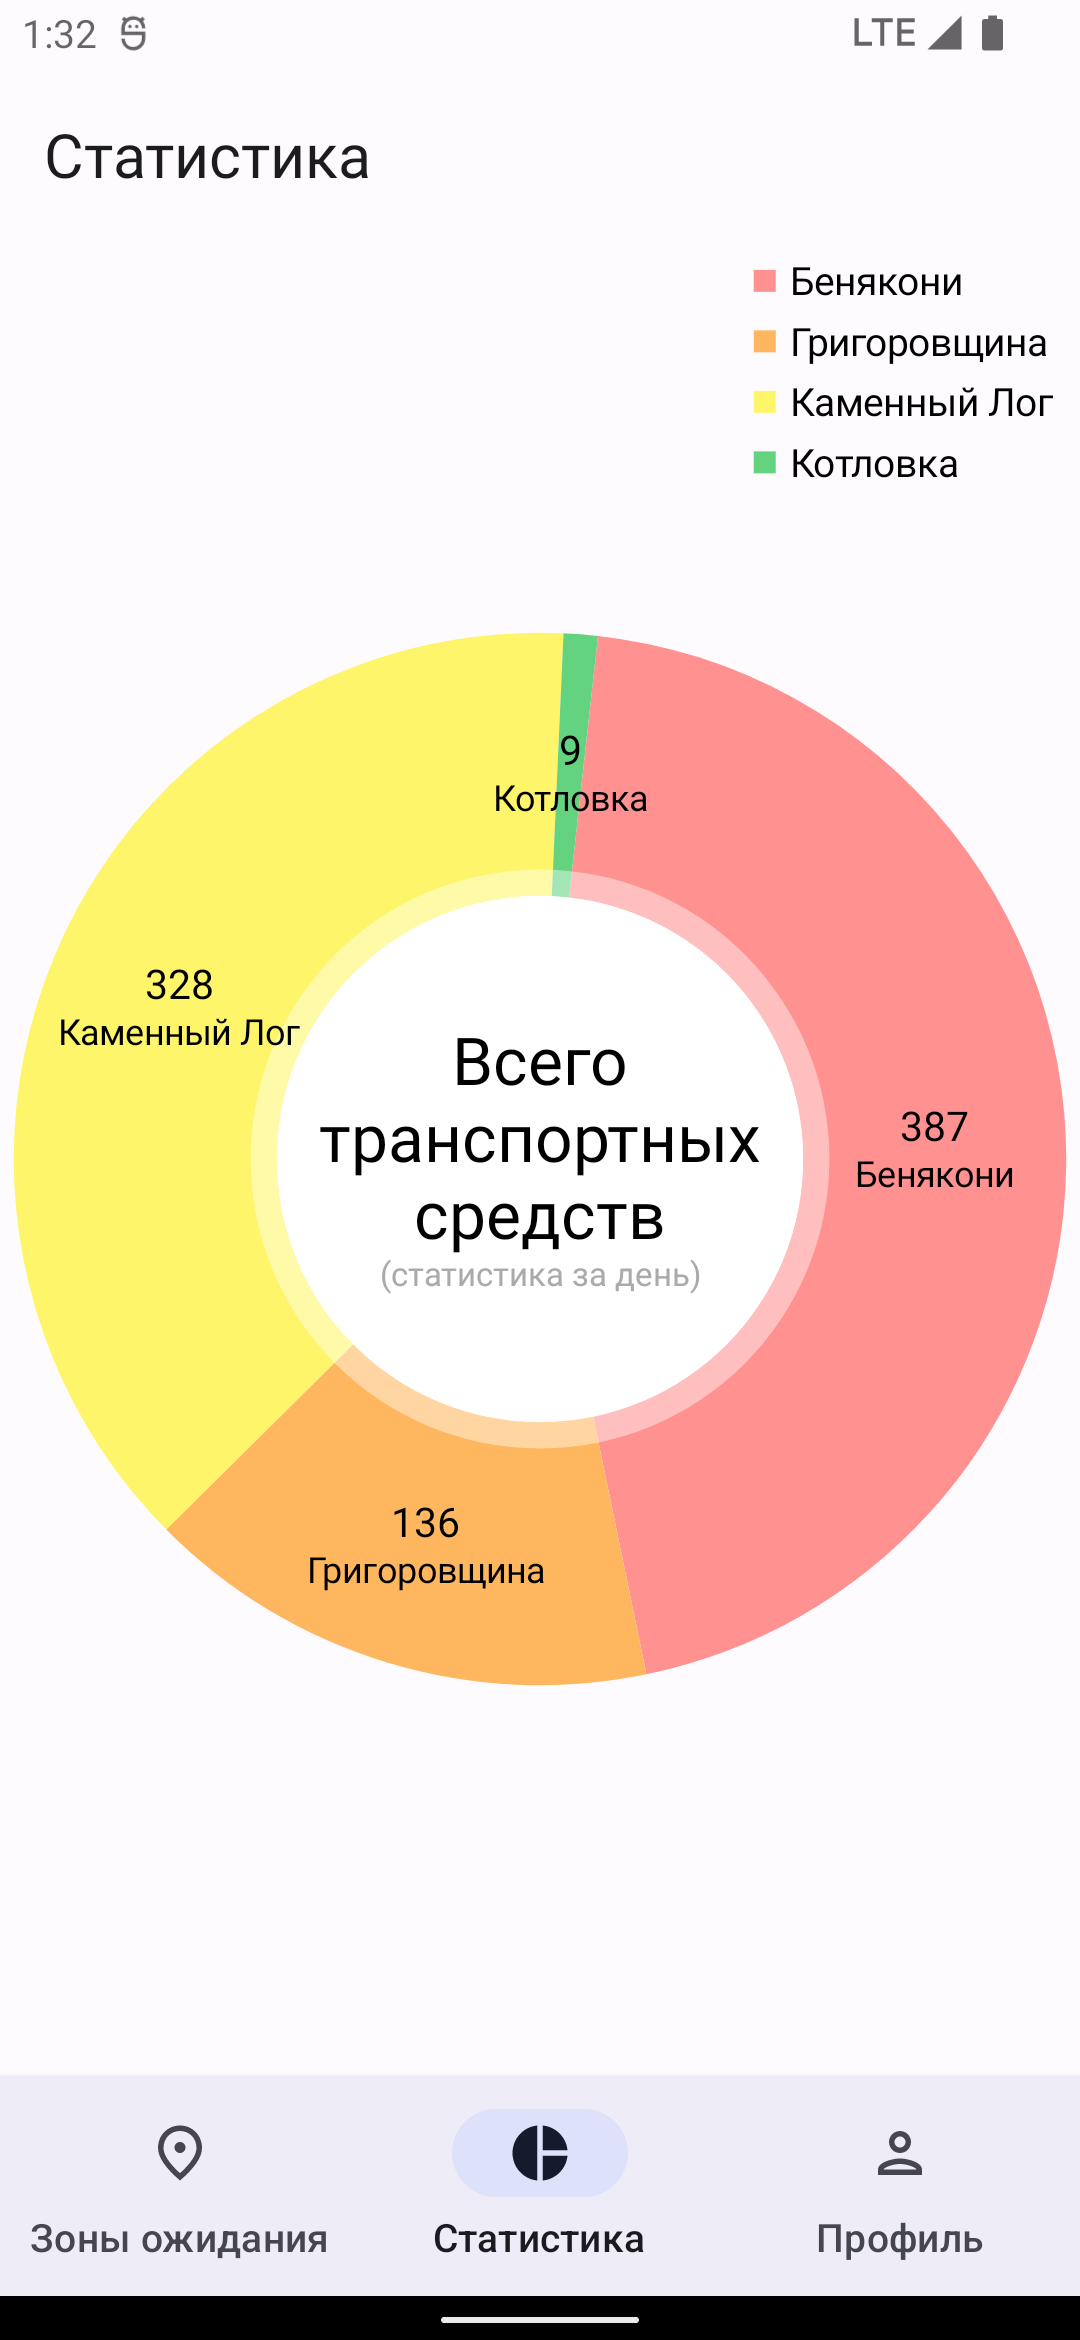 1:32
LTE
Статистика
Бенякони
Григоровщина
Каменный Лог
Котловка
9
Котловка
328
Каменный Лог
387
Бенякони
Всего
транспортных
средств
(статистика за день)
136
Григоровщина
Зоны ожидания
Статистика
Профиль